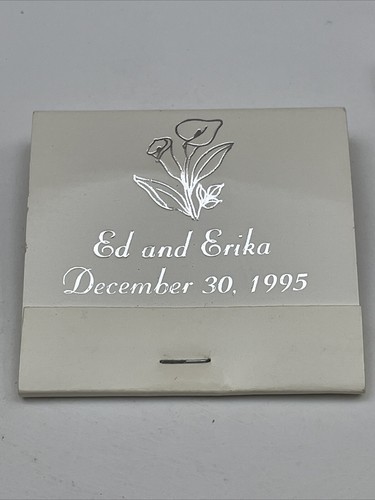 Ed and Erika
December 30, 1995